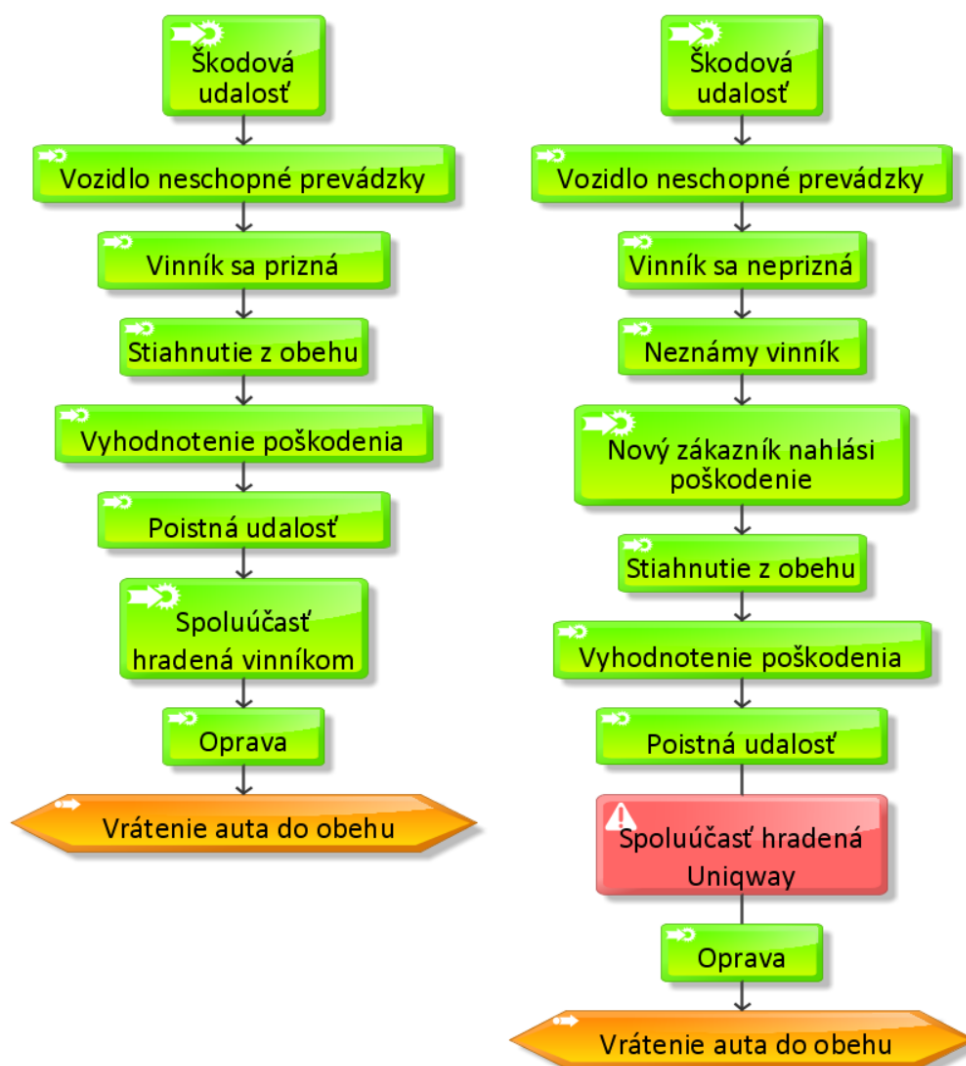 Škodová
udalosť
Vozidlo neschopné prevádzky
Vinník sa prizná
Stiahnutie z obehu
Vyhodnotenie poškodenia
Poistná udalosť
Spoluúčasť
hradená vinníkom
Oprava
Vrátenie auta do obehu
Škodová
udalosť
Vozidlo neschopné prevádzky
Vinník sa neprizná
Neznámy vinník
Nový zákazník nahlási
poškodenie
Stiahnutie z obehu
Vyhodnotenie poškodenia
Poistná udalosť
Spoluúčasť hradená
Uniqway
Oprava
Vrátenie auta do obehu